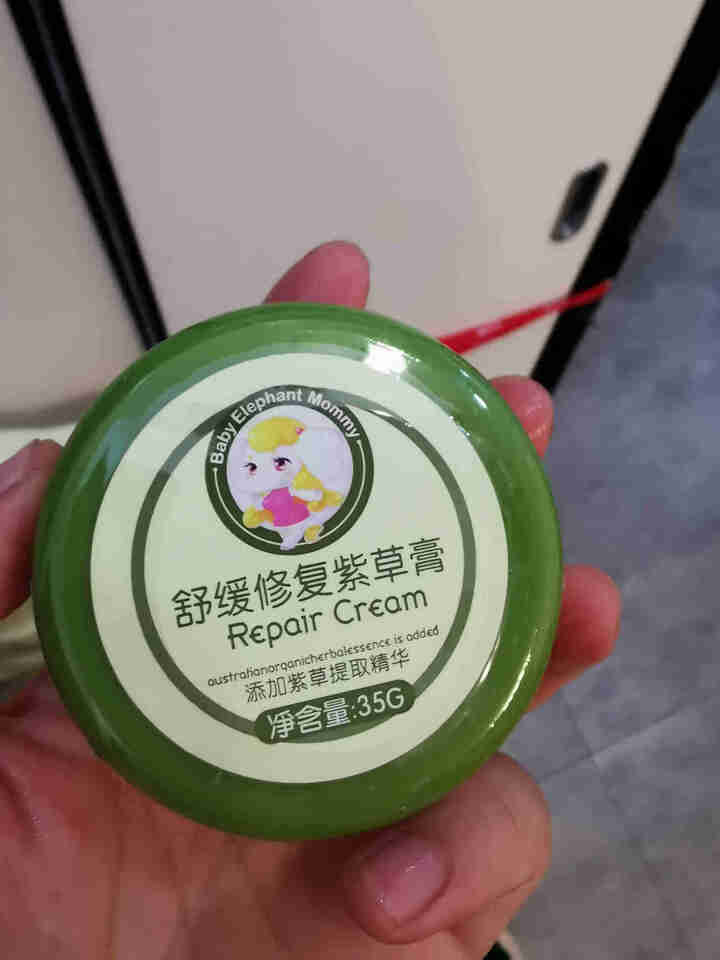 Baby Elephant Mommy
舒缓修复紫草膏
Repair Cream
australianorganicherbalessence is added
添加紫草提取精华
净含量:35G